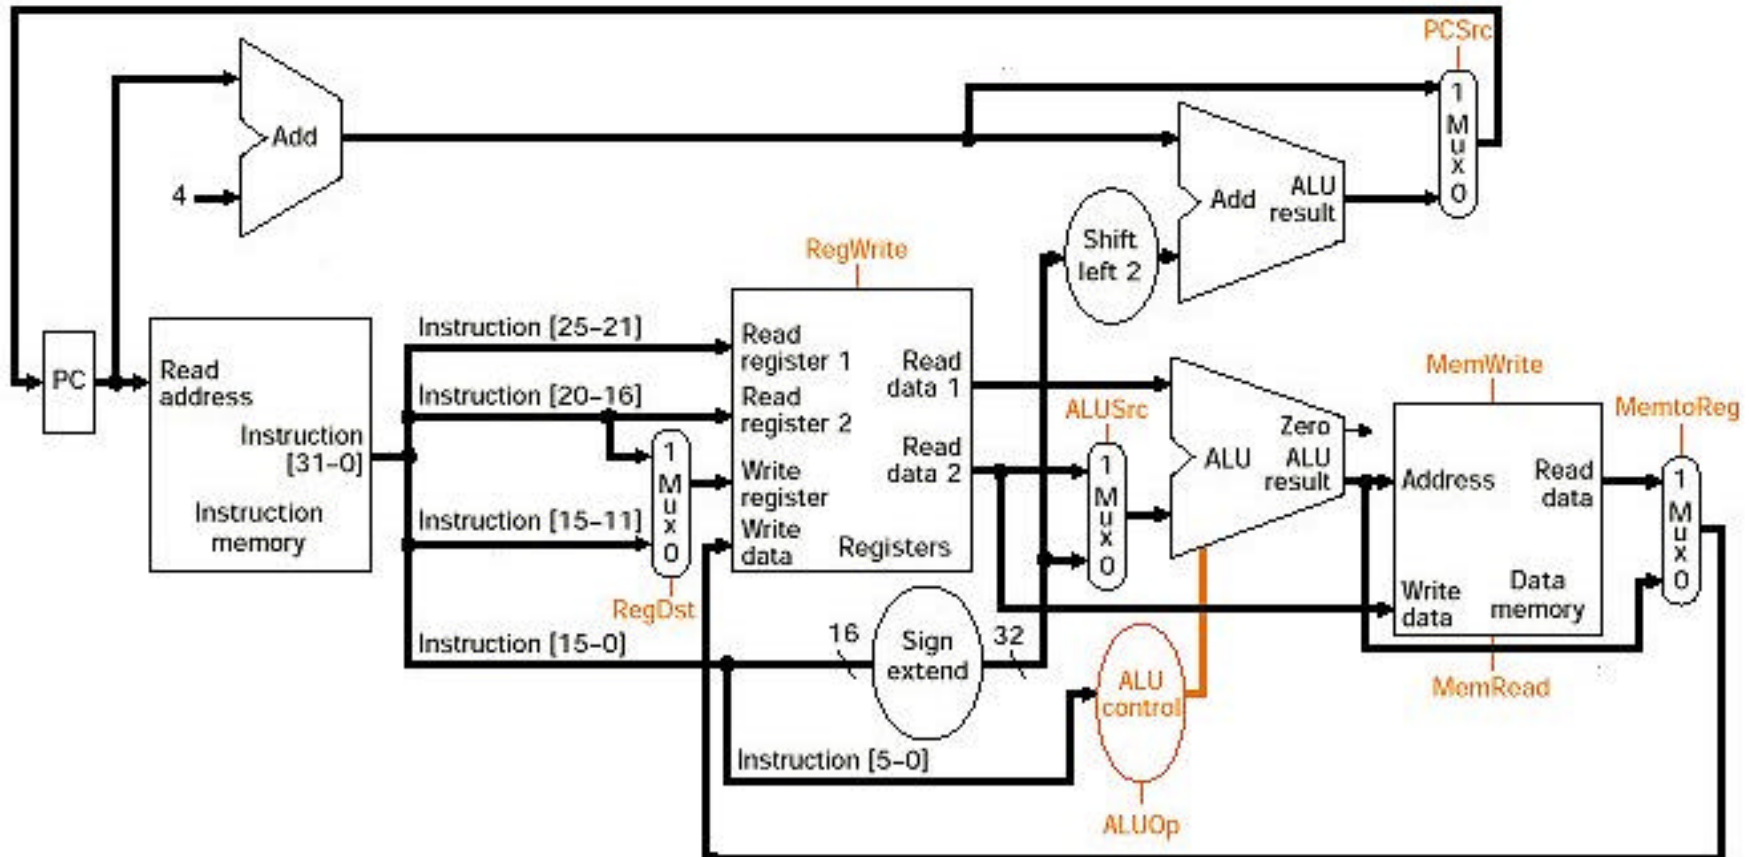 PCSrc
1
M
u
x
0
Add
4
Add
ALU
result
Shift
left 2
RegWrite
PC
Read
address
Instruction
[31-0]
Instruction
memory
Instruction [25-21]
Instruction [20-16]
Instruction [15-11]
Instruction [15-0]
1
M
u
x
0
RegDst
Read
register 1
Read
register 2
Write
register
Write
data
Read
data 1
Read
data 2
Registers
16
Sign
extend
32
Instruction [5-0]
ALUSrc
1
M
u
x
0
Zero
ALU
ALU
result
ALU
control
ALUOp
MemWrite
Address
Read
data
Write
data
Data
memory
MemRead
MemtoReg
1
M
u
x
0